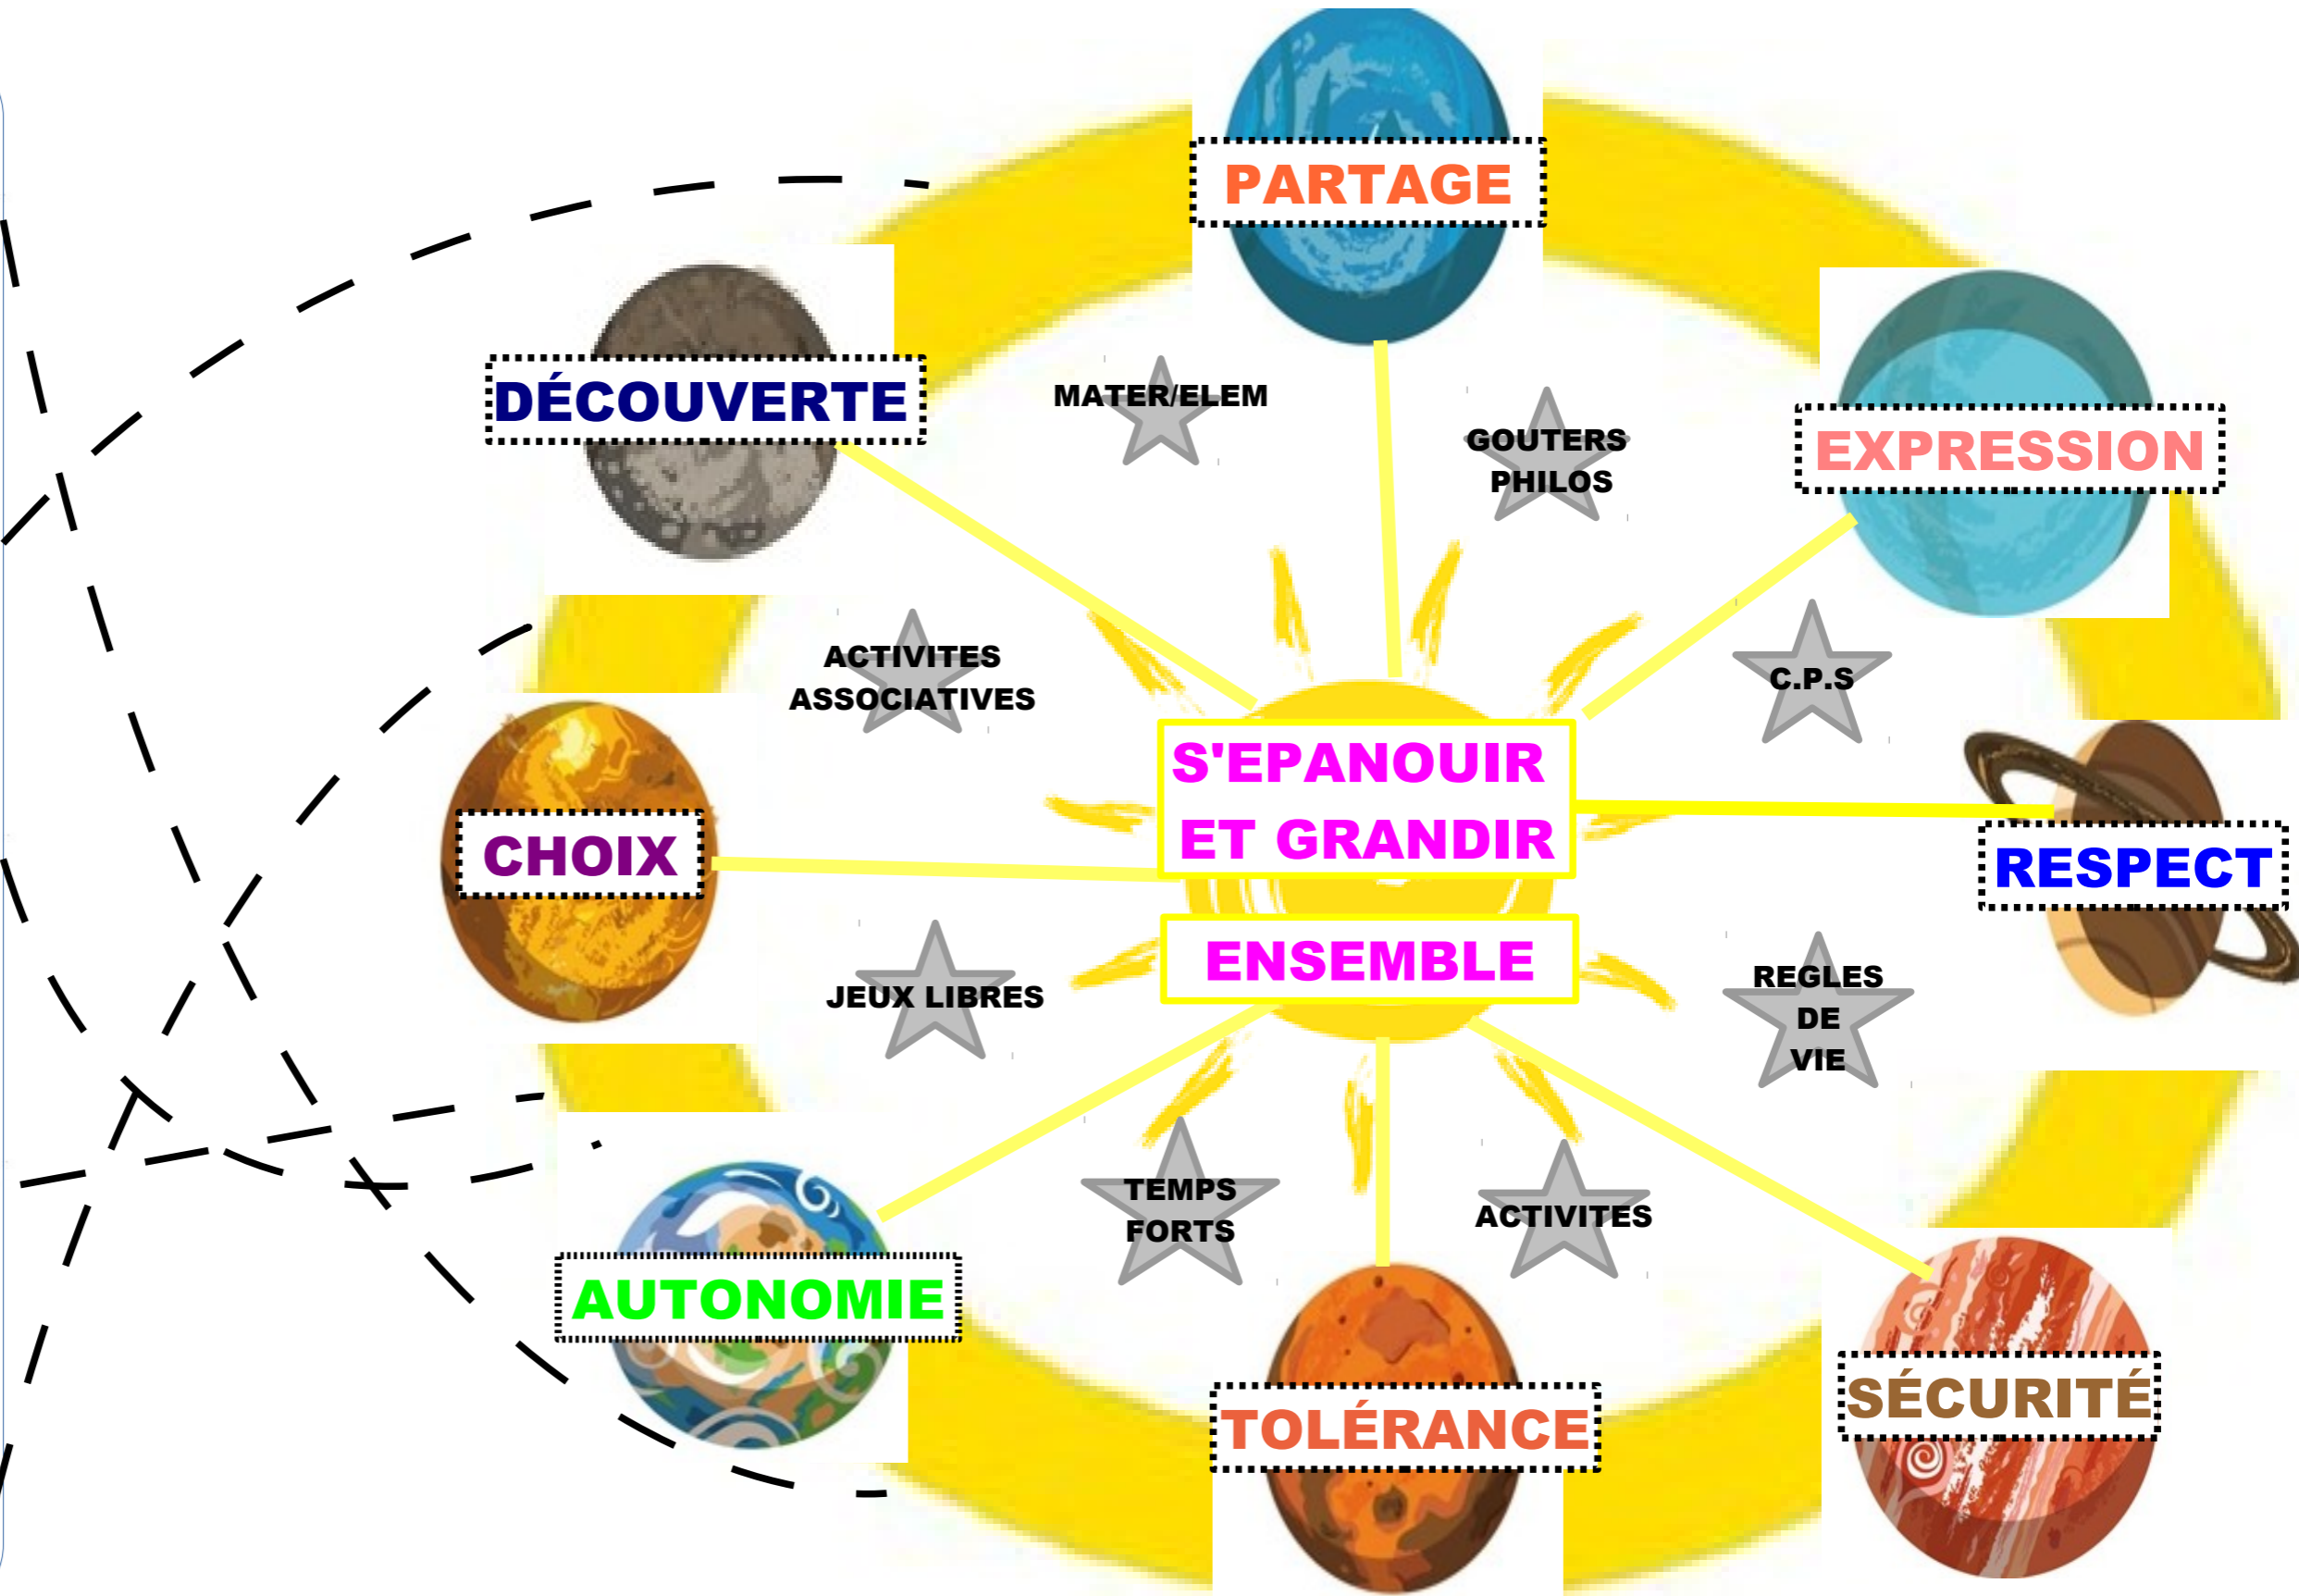 PARTAGE
DÉCOUVERTE
MATER/ELEM
GOUTERS
PHILOS
EXPRESSION
ACTIVITES
ASSOCIATIVES
C.P.S
S'EPANOUIR
ET GRANDIR
ENSEMBLE
CHOIX
RESPECT
JEUX LIBRES
REGLES
DE
VIE
TEMPS
FORTS
ACTIVITES
AUTONOMIE
TOLÉRANCE
SÉCURITÉ